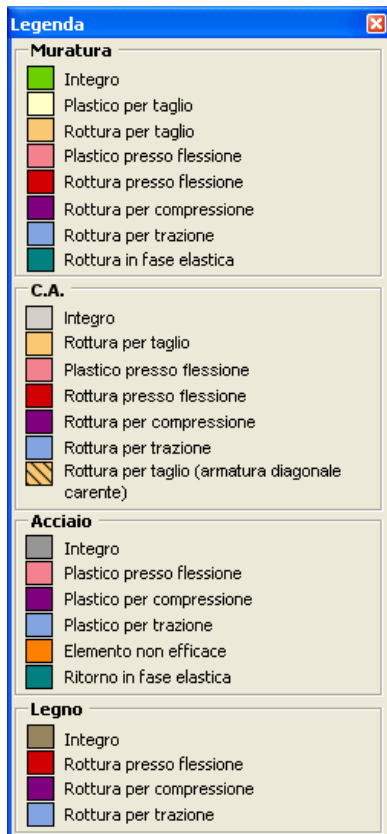 Legenda
Muratura
Integro
Plastico per taglio
Rottura per taglio
Plastico presso flessione
Rottura presso flessione
Rottura per compressione
Rottura per trazione
Rottura in fase elastica
C.A.
Integro
Rottura per taglio
Plastico presso flessione
Rottura presso flessione
Rottura per compressione
Rottura per trazione
Rottura per taglio (armatura diagonale
carente)
Acciaio
Integro
Plastico presso flessione
Plastico per compressione
Plastico per trazione
Elemento non efficace
Ritorno in fase elastica
Legno
Integro
Rottura presso flessione
Rottura per compressione
Rottura per trazione